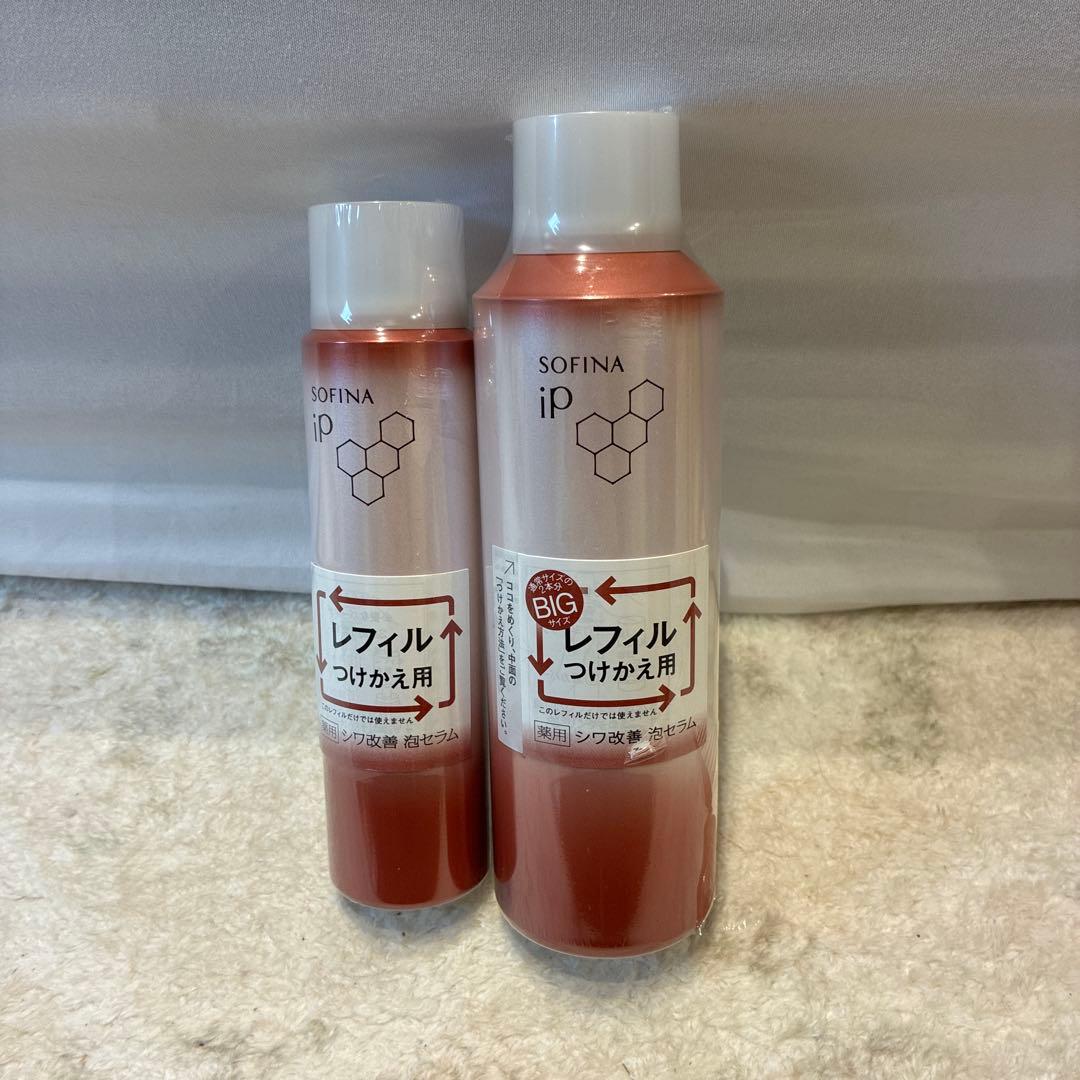 SOFINA
iP
レフィル
つけかえ用
このレフィルだけでは使えません
薬用 シワ改善 泡セラム
SOFINA
iP
ココをめくり、中面の
「つけかえ方法」をご覧ください。
通常サイズの
2本分
BIG
サイズ
レフィル
つけかえ用
このレフィルだけでは使えません
薬用 シワ改善 泡セラム